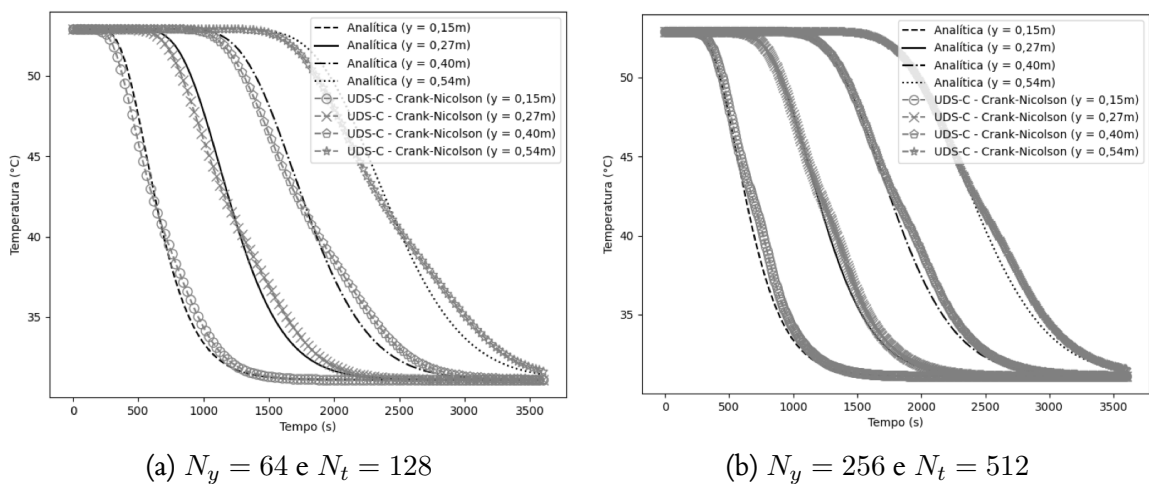 Analítica (y = 0,15m)
Analítica (y = 0,27m)
Analítica (y = 0,40m)
Analítica (y = 0,54m)
UDS-C - Crank-Nicolson (y = 0,15m)
UDS-C - Crank-Nicolson (y = 0,27m)
UDS-C - Crank-Nicolson (y = 0,40m)
UDS-C - Crank-Nicolson (y = 0,54m)
50
45
40
35
Temperatura (°C)
0 500 1000 1500 2000 2500 3000 3500
Tempo (s)
(a) N_y = 64 e N_t = 128
Analítica (y = 0,15m)
Analítica (y = 0,27m)
Analítica (y = 0,40m)
Analítica (y = 0,54m)
UDS-C - Crank-Nicolson (y = 0,15m)
UDS-C - Crank-Nicolson (y = 0,27m)
UDS-C - Crank-Nicolson (y = 0,40m)
UDS-C - Crank-Nicolson (y = 0,54m)
50
45
40
35
Temperatura (°C)
0 500 1000 1500 2000 2500 3000 3500
Tempo (s)
(b) N_y = 256 e N_t = 512